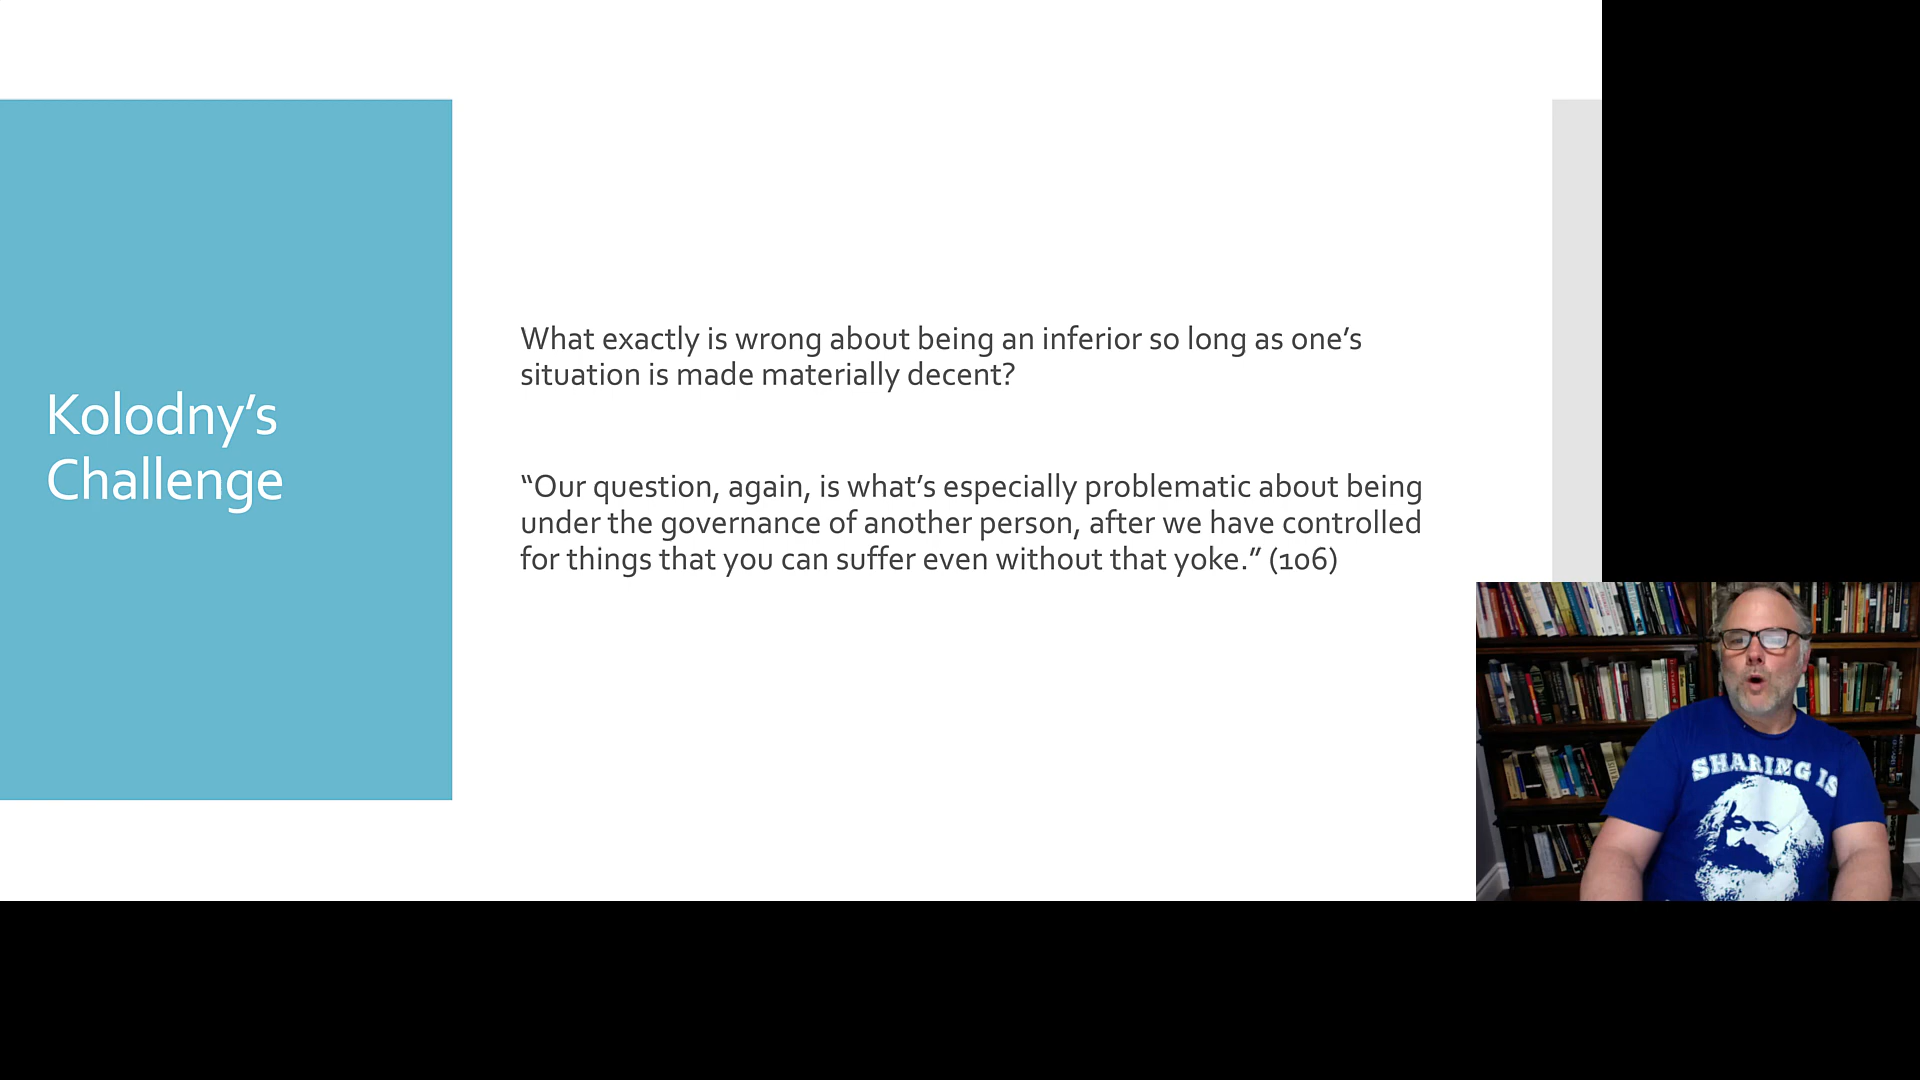 Kolodny’s
Challenge
What exactly is wrong about being an inferior so long as one’s
situation is made materially decent?
“Our question, again, is what’s especially problematic about being
under the governance of another person, after we have controlled
for things that you can suffer even without that yoke.” (106)
SHARING IS